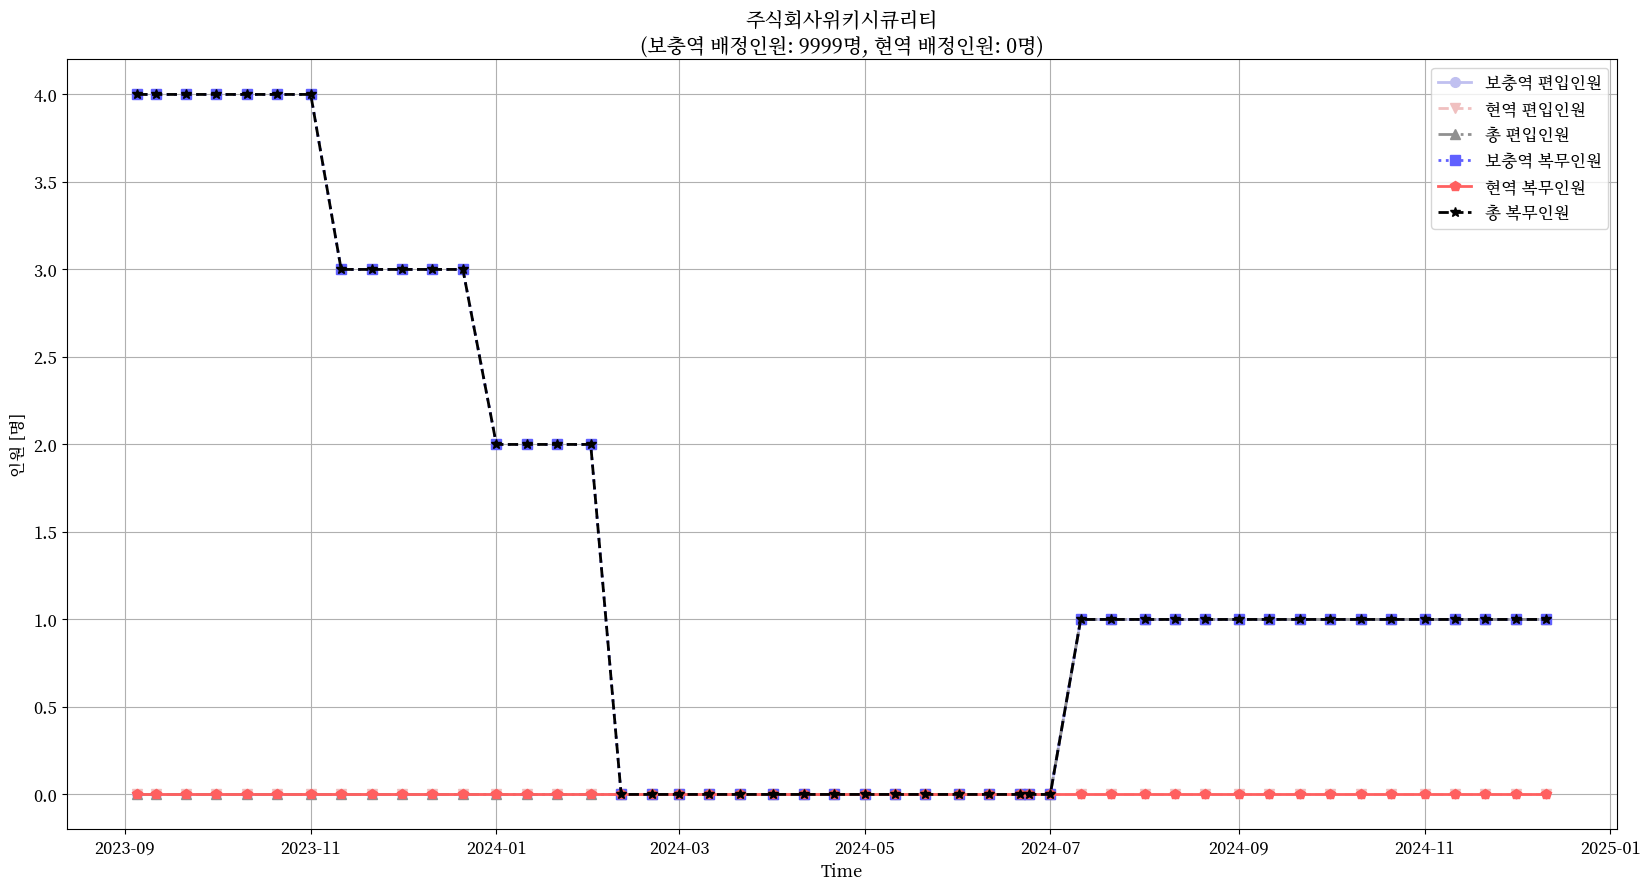 주식회사위키시큐리티
(보충역 배정인원: 9999명, 현역 배정인원: 0명)
보충역 편입인원
현역 편입인원
총 편입인원
보충역 복무인원
현역 복무인원
총 복무인원
인원 [명]
4.0
3.5
3.0
2.5
2.0
1.5
1.0
0.5
0.0
2023-09
2023-11
2024-01
2024-03
2024-05
2024-07
2024-09
2024-11
2025-01
Time